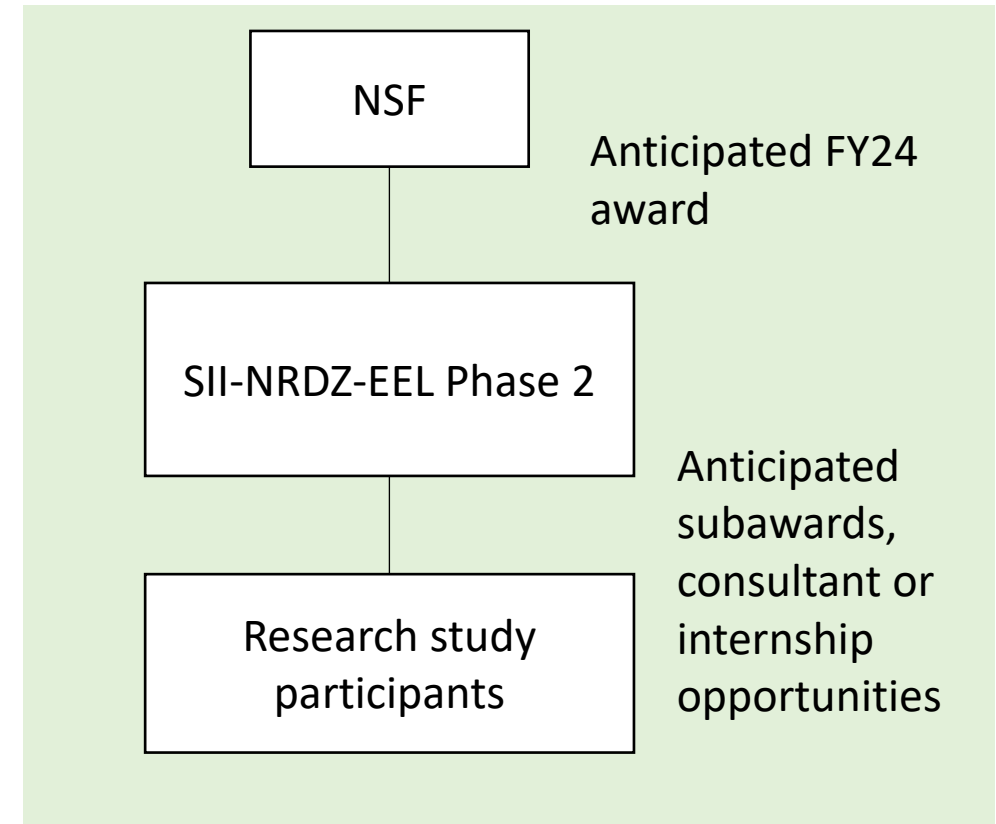 NSF
Anticipated FY24
award
SII-NRDZ-EEL Phase 2
Anticipated
subawards,
consultant or
internship
opportunities
Research study
participants